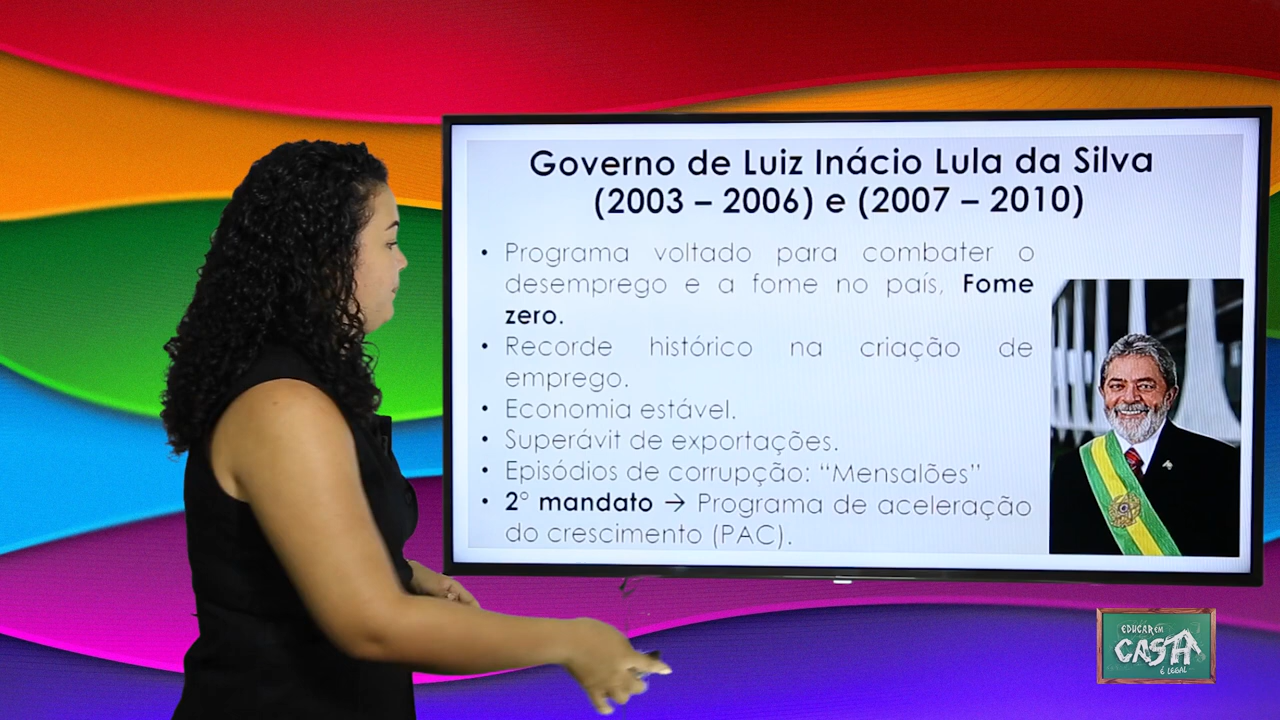 Governo de Luiz Inácio Lula da Silva
(2003 – 2006) e (2007 – 2010)
• Programa voltado para combater o
desemprego e a fome no país, Fome
zero.
• Recorde histórico na criação de
emprego.
• Economia estável.
• Superávit de exportações.
• Episódios de corrupção: “Mensalões”
• 2° mandato → Programa de aceleração
do crescimento (PAC).
EDUCAR EM
CASA
É LEGAL